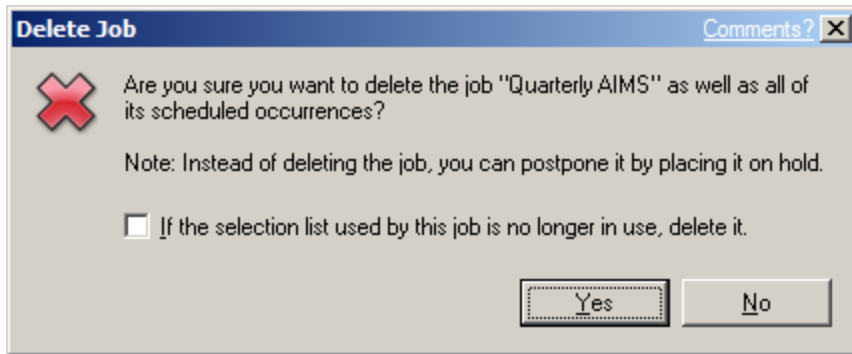 Delete Job Comments?
Are you sure you want to delete the job "Quarterly AIMS" as well as all of
its scheduled occurrences?
Note: Instead of deleting the job, you can postpone it by placing it on hold.
If the selection list used by this job is no longer in use, delete it.
Yes No